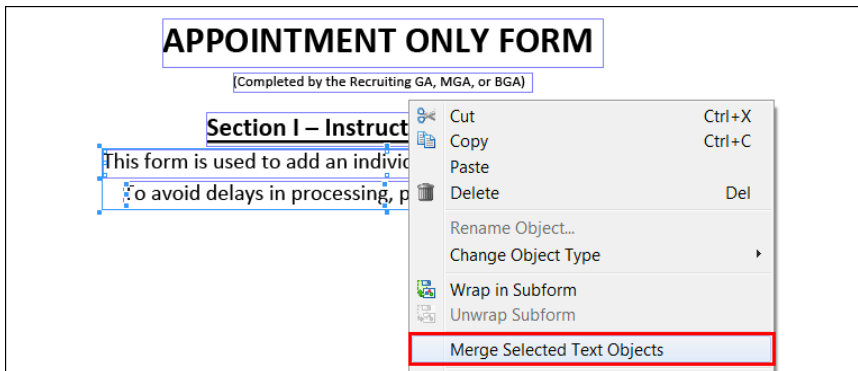 APPOINTMENT ONLY FORM
(Completed by the Recruiting GA, MGA, or BGA)
Section I – Instruct
This form is used to add an individ
To avoid delays in processing, p
Cut Ctrl+X
Copy Ctrl+C
Paste
Delete Del
Rename Object...
Change Object Type
Wrap in Subform
Unwrap Subform
Merge Selected Text Objects